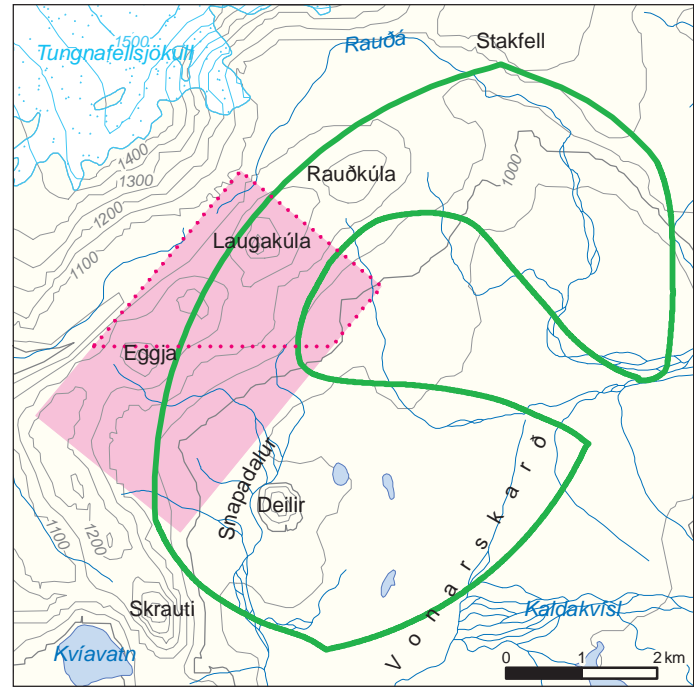 Stakfell
Rauðá
1500
Tungnafellsjökull
1400
1300
1200
1100
Rauðkúla
1000
Laugakúla
Eggja
Snapadalur
Deilir
Vonarskarð
1100
1200
Skrauti
Kaldakvísl
Kvíavatn
0 1 2 km